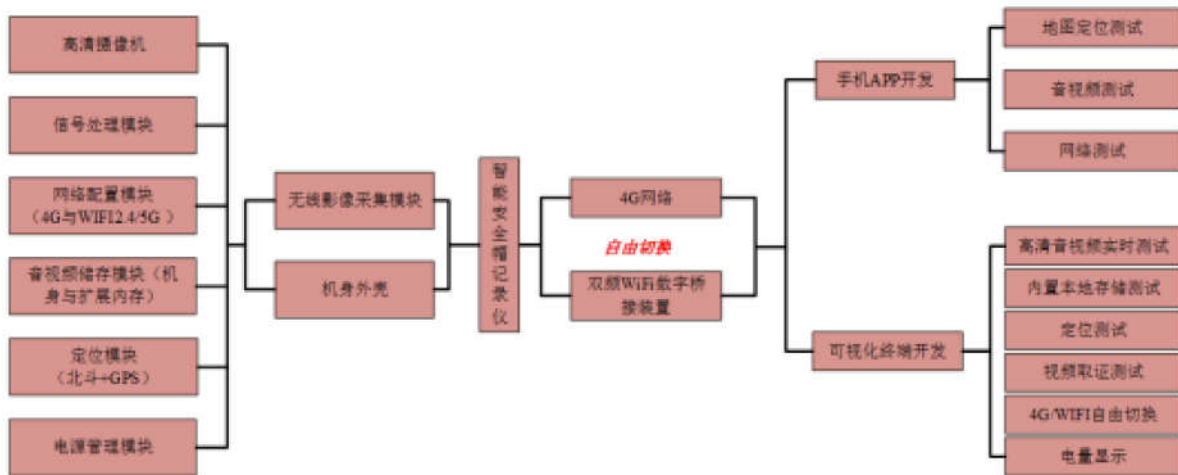 高清摄像机
信号处理模块
网络配置模块
（4G与WIFI2.4/5G ）
音视频储存模块（机
身与扩展内存）
定位模块
（北斗+GPS）
电源管理模块
无线影像采集模块
机身外壳
智能安全帽记录仪
4G网络
自由切换
双频WiFi数字桥
接装置
手机APP开发
可视化终端开发
地图定位测试
音视频测试
网络测试
高清音视频实时测试
内置本地存储测试
定位测试
视频取证测试
4G/WIFI自由切换
电量显示